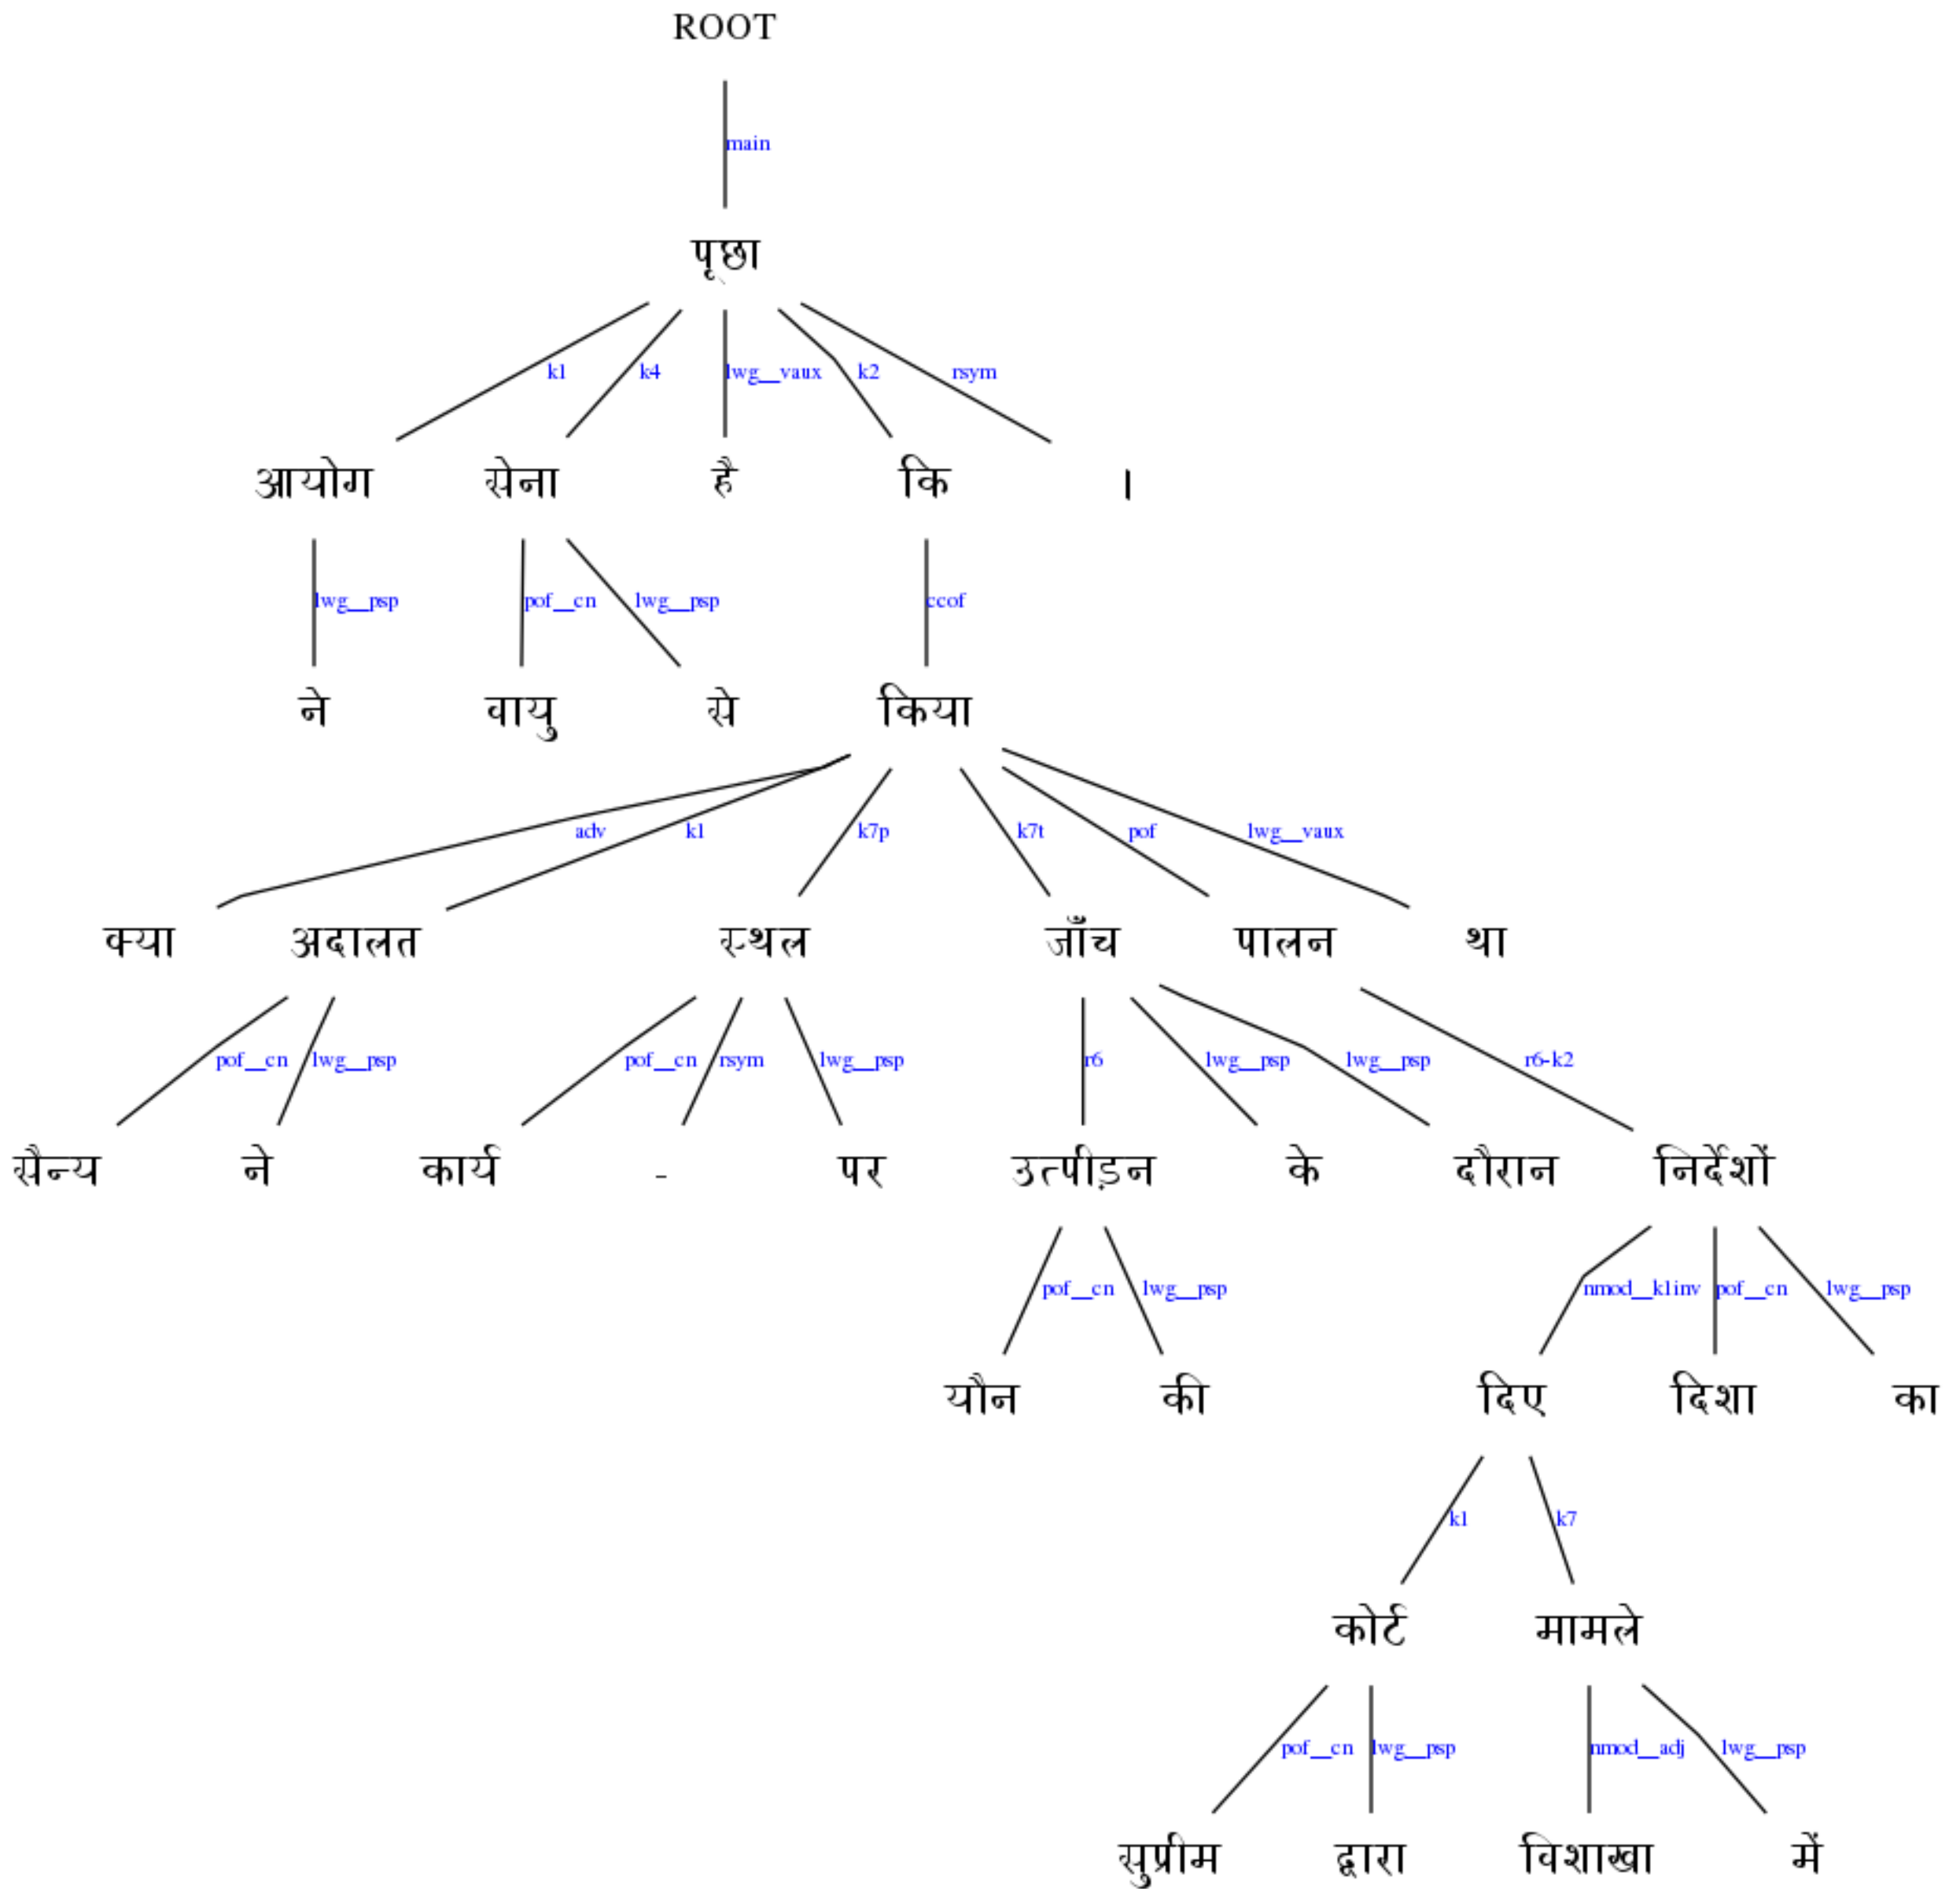 ROOT
main
पूछा
k1 k4 lwg__vaux k2 rsym
आयोग सेना है कि ।
lwg__psp pof__cn lwg__psp ccof
ने वायु से किया
adv k1 k7p k7t pof lwg__vaux
क्या अदालत स्थल जाँच पालन था
pof__cn lwg__psp pof__cn rsym lwg__psp r6 lwg__psp lwg__psp r6-k2
सैन्य ने कार्य - पर उत्पीड़न के दौरान निर्देशों
pof__cn lwg__psp nmod__k1inv pof__cn lwg__psp
यौन की दिए दिशा का
k1 k7
कोर्ट मामले
pof__cn lwg__psp nmod__adj lwg__psp
सुप्रीम द्वारा विशाखा में